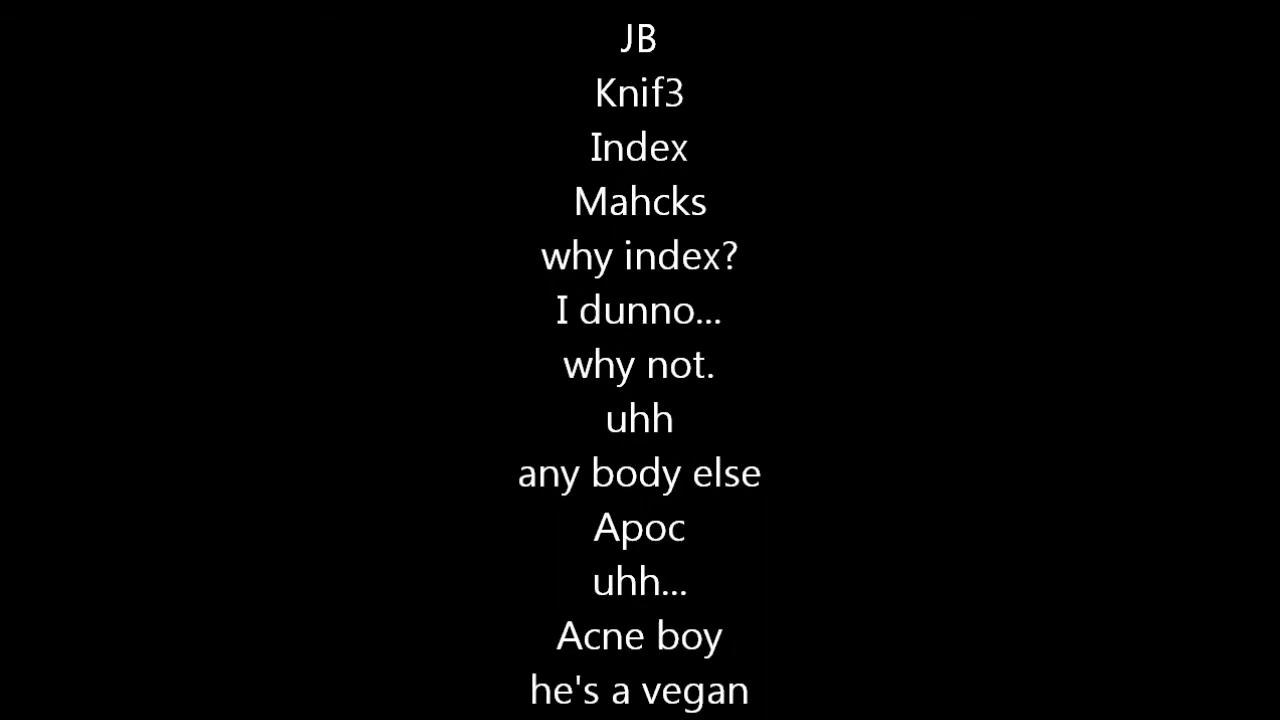 JB
Knif3
Index
Mahcks
why index?
I dunno...
why not.
uhh
any body else
Apoc
uhh...
Acne boy
he's a vegan